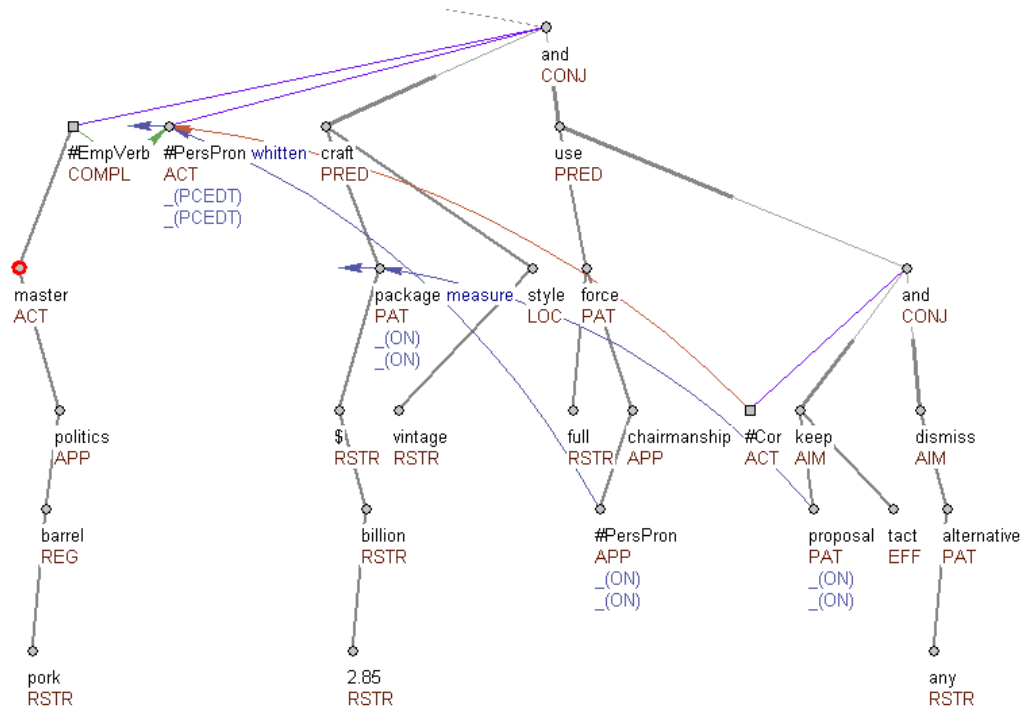 and
CONJ
#EmpVerb #PersPron whitten craft use
COMPL ACT PRED PRED
_(PCEDT)
_(PCEDT)
master package measure style force and
ACT PAT LOC PAT CONJ
_(ON)
_(ON)
politics $ vintage full chairmanship #Cor keep dismiss
APP RSTR RSTR RSTR APP ACT AIM AIM
barrel billion #PersPron proposal tact alternative
REG RSTR APP PAT EFF PAT
_(ON) _(ON)
_(ON) _(ON)
pork 2.85 any
RSTR RSTR RSTR